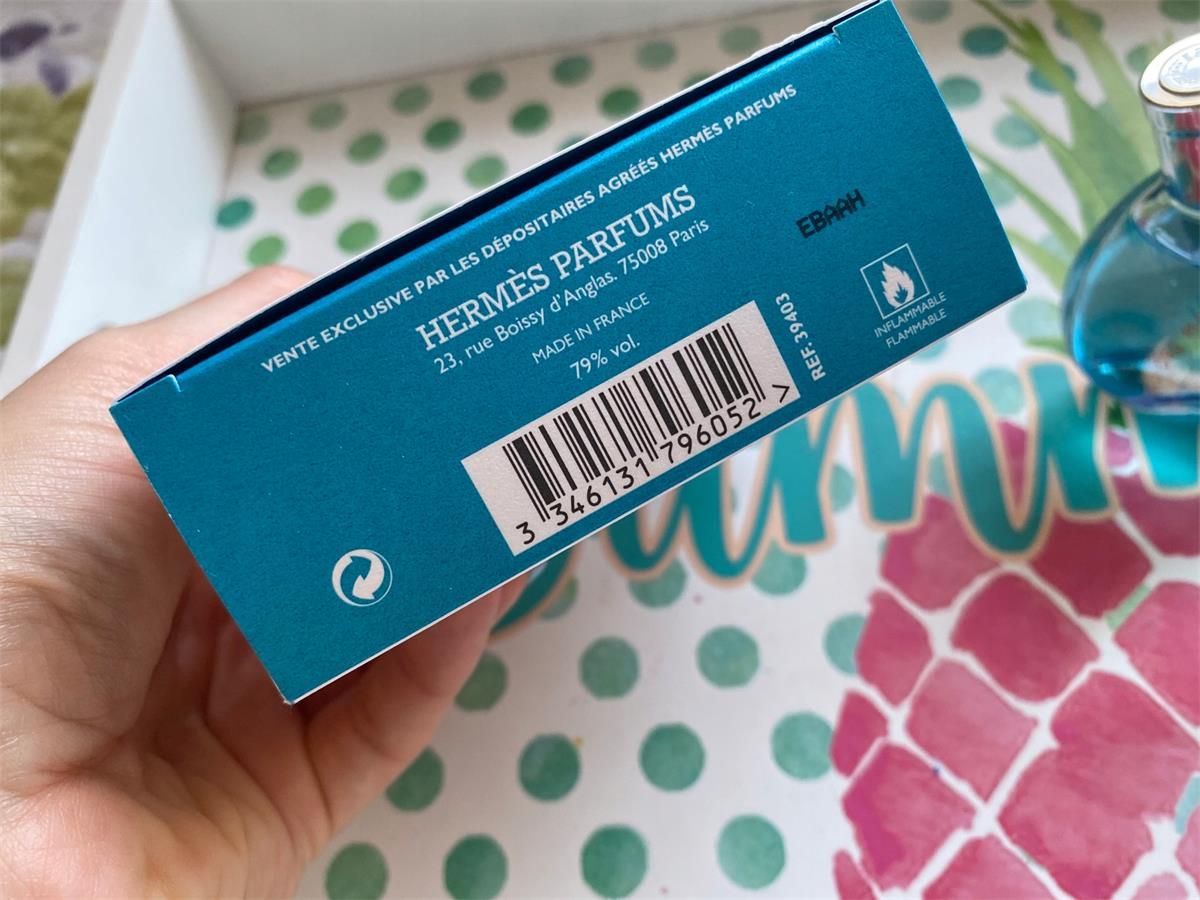 VENTE EXCLUSIVE PAR LES DÉPOSITAIRES AGRÉÉS HERMÈS PARFUMS
HERMÈS PARFUMS
23, rue Boissy d'Anglas. 75008 Paris
MADE IN FRANCE
79% vol.
3 346131 796052 >
REF:39403
EBAAH
INFLAMMABLE
FLAMMABLE